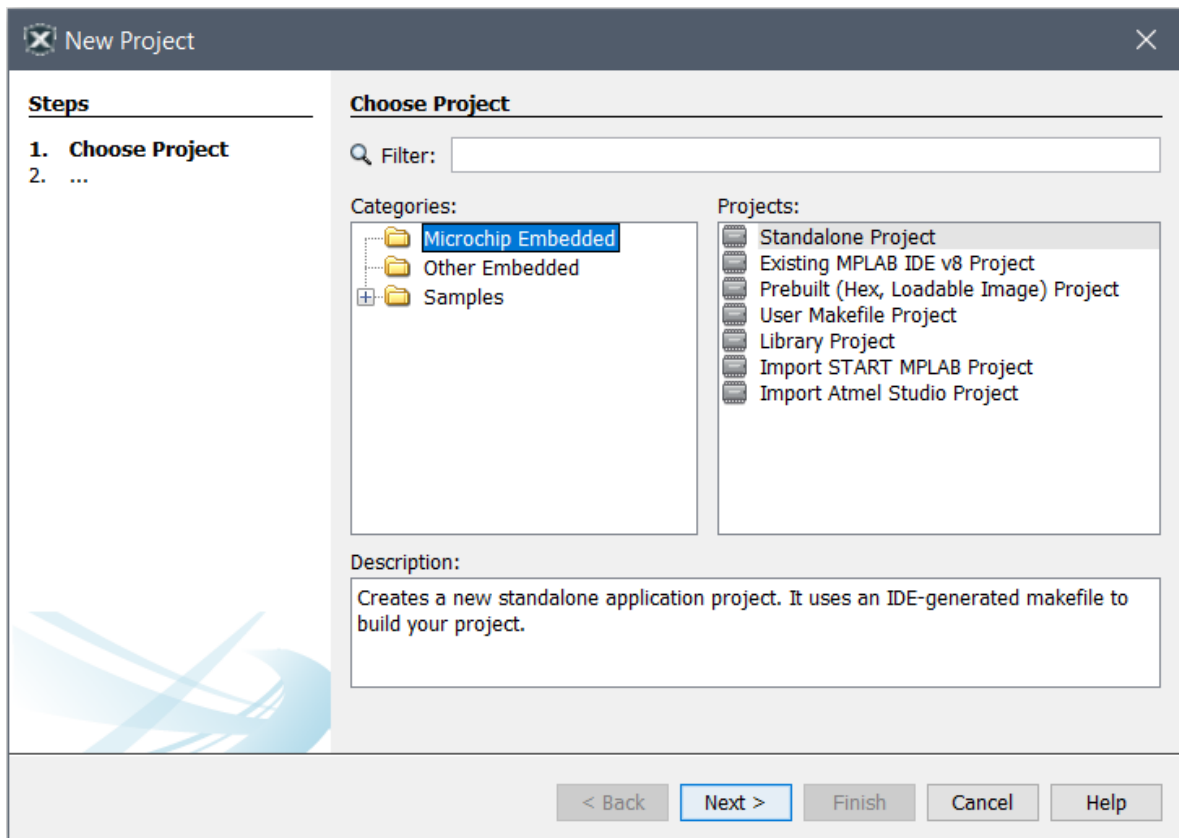 New Project
Steps
1. Choose Project
2. ...
Choose Project
Filter:
Categories:
Microchip Embedded
Other Embedded
Samples
Projects:
Standalone Project
Existing MPLAB IDE v8 Project
Prebuilt (Hex, Loadable Image) Project
User Makefile Project
Library Project
Import START MPLAB Project
Import Atmel Studio Project
Description:
Creates a new standalone application project. It uses an IDE-generated makefile to
build your project.
< Back
Next >
Finish
Cancel
Help